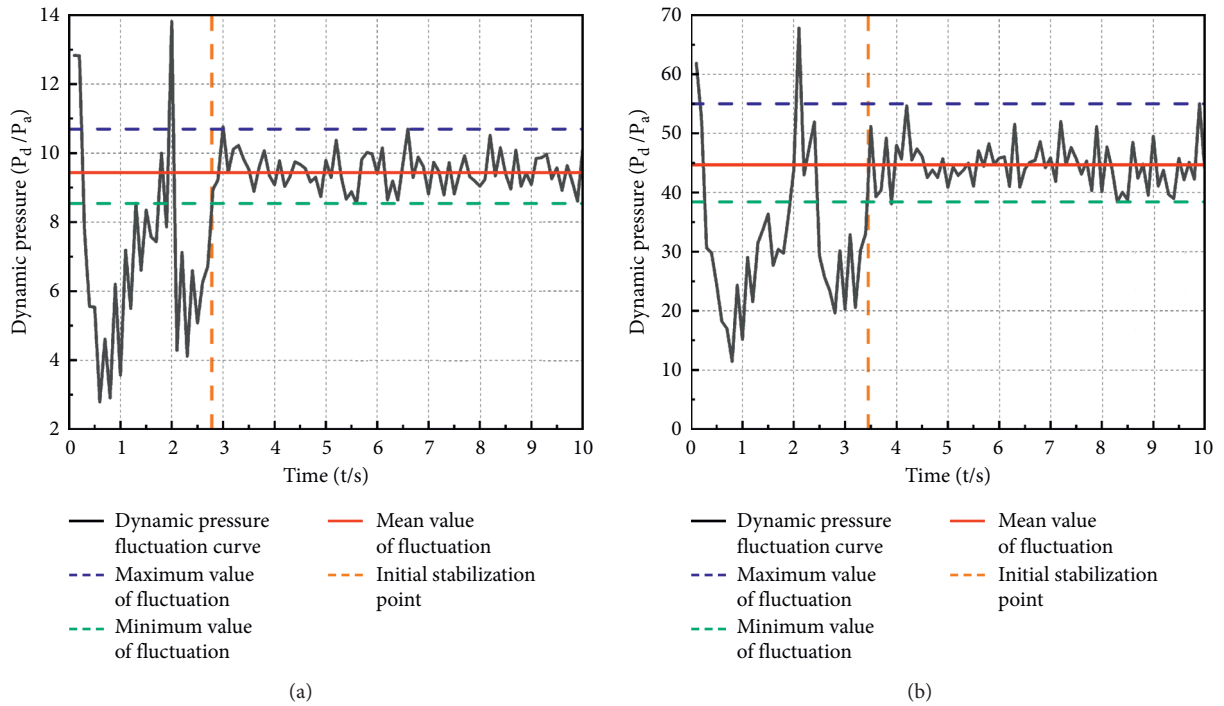 14
12
10
8
6
4
2
0
1
2
3
4
5
6
7
8
9
10
Dynamic pressure (Pd /Pa)
Time (t/s)
Dynamic pressure
fluctuation curve
Maximum value
of fluctuation
Minimum value
of fluctuation
Mean value
of fluctuation
Initial stabilization
point
(a)
70
60
50
40
30
20
10
0
0
1
2
3
4
5
6
7
8
9
10
Dynamic pressure (Pd /Pa)
Time (t/s)
Dynamic pressure
fluctuation curve
Maximum value
of fluctuation
Minimum value
of fluctuation
Mean value
of fluctuation
Initial stabilization
point
(b)